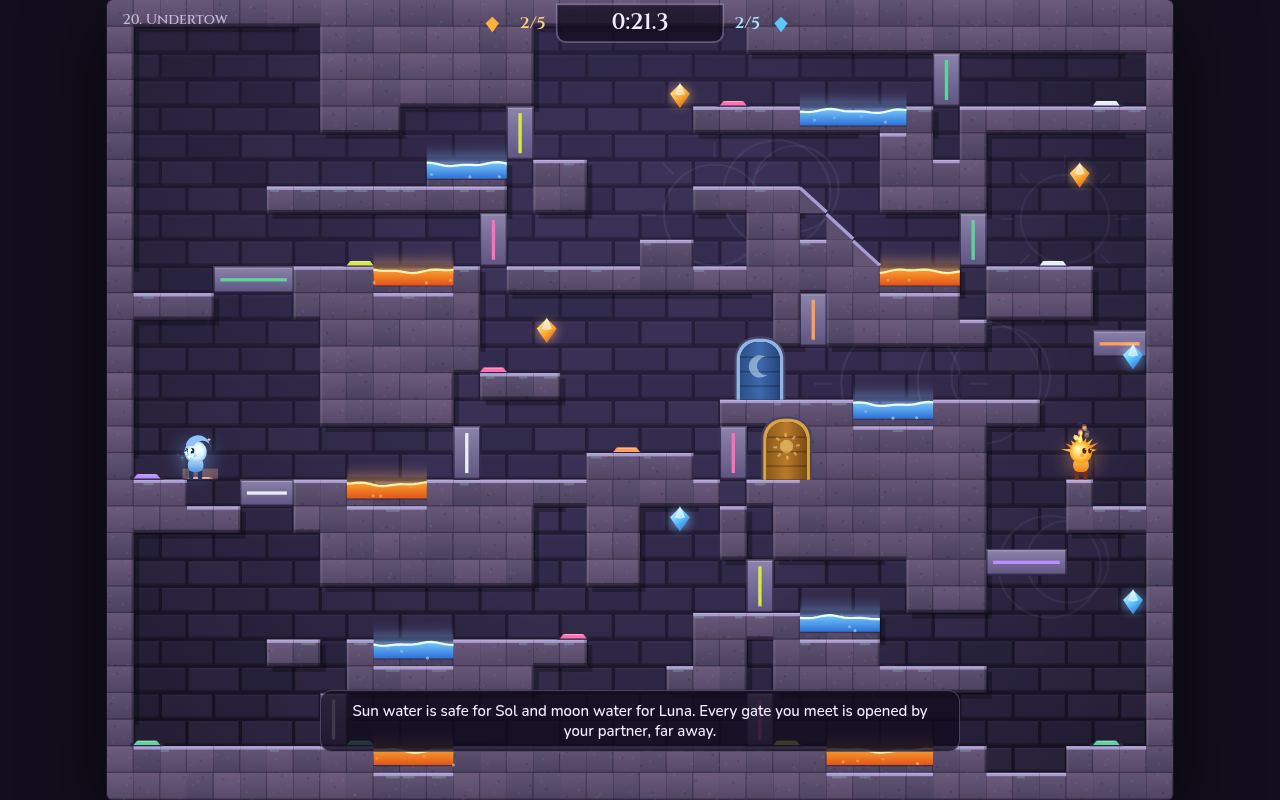 20. Undertow
2/5
0:21.3
2/5
Sun water is safe for Sol and moon water for Luna. Every gate you meet is opened by
your partner, far away.